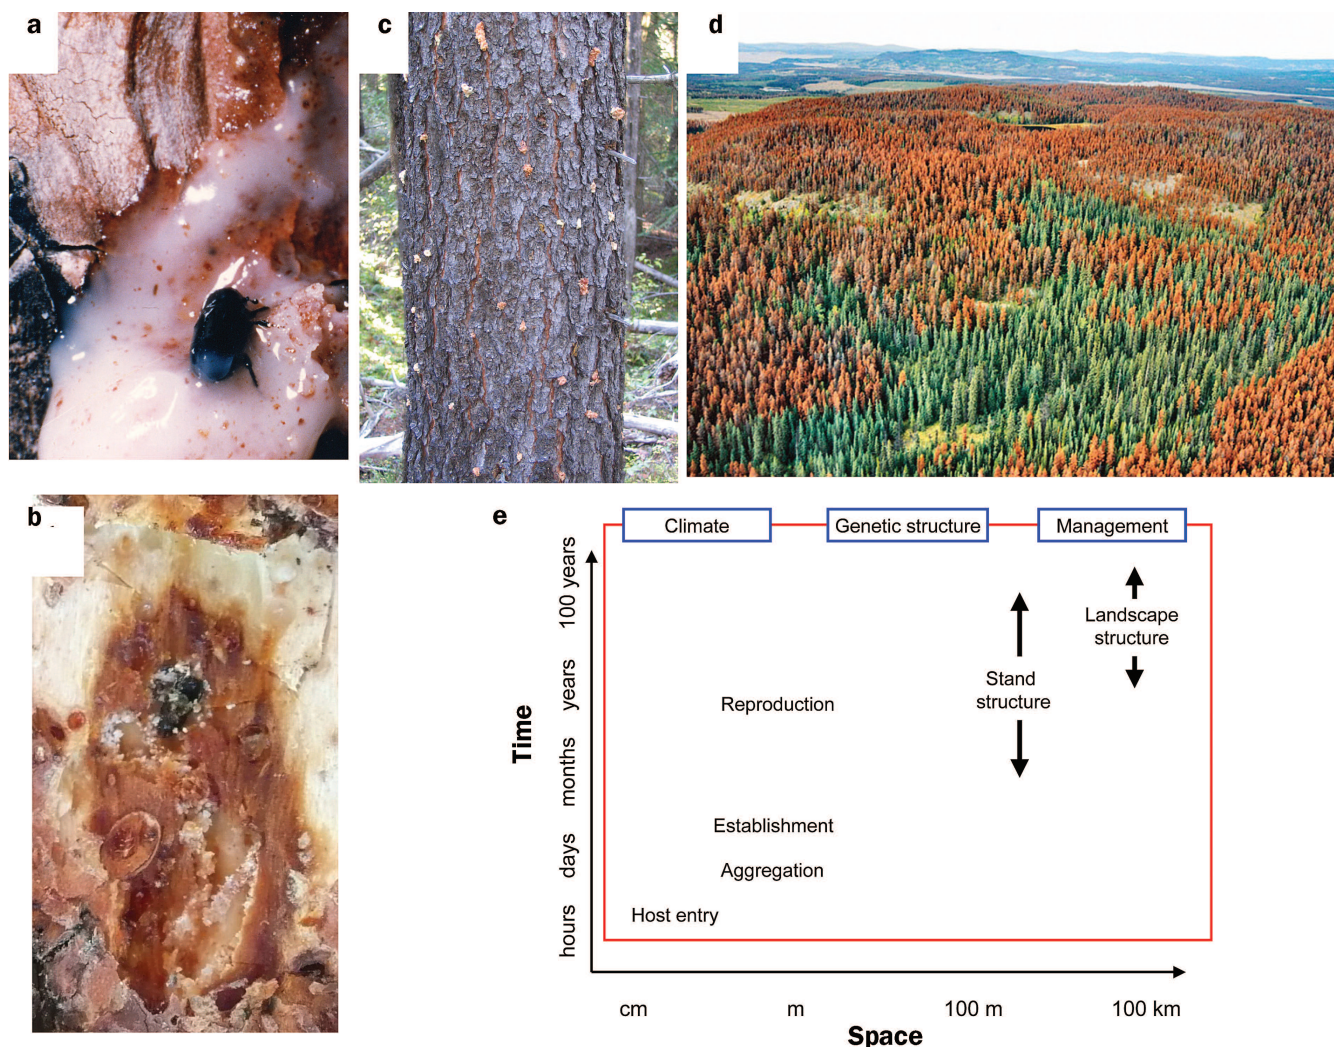 a
c
d
b
e
Climate
Genetic structure
Management
100 years
years
months
days
hours
Time
Landscape
structure
Stand
structure
Reproduction
Establishment
Aggregation
Host entry
cm
m
100 m
100 km
Space